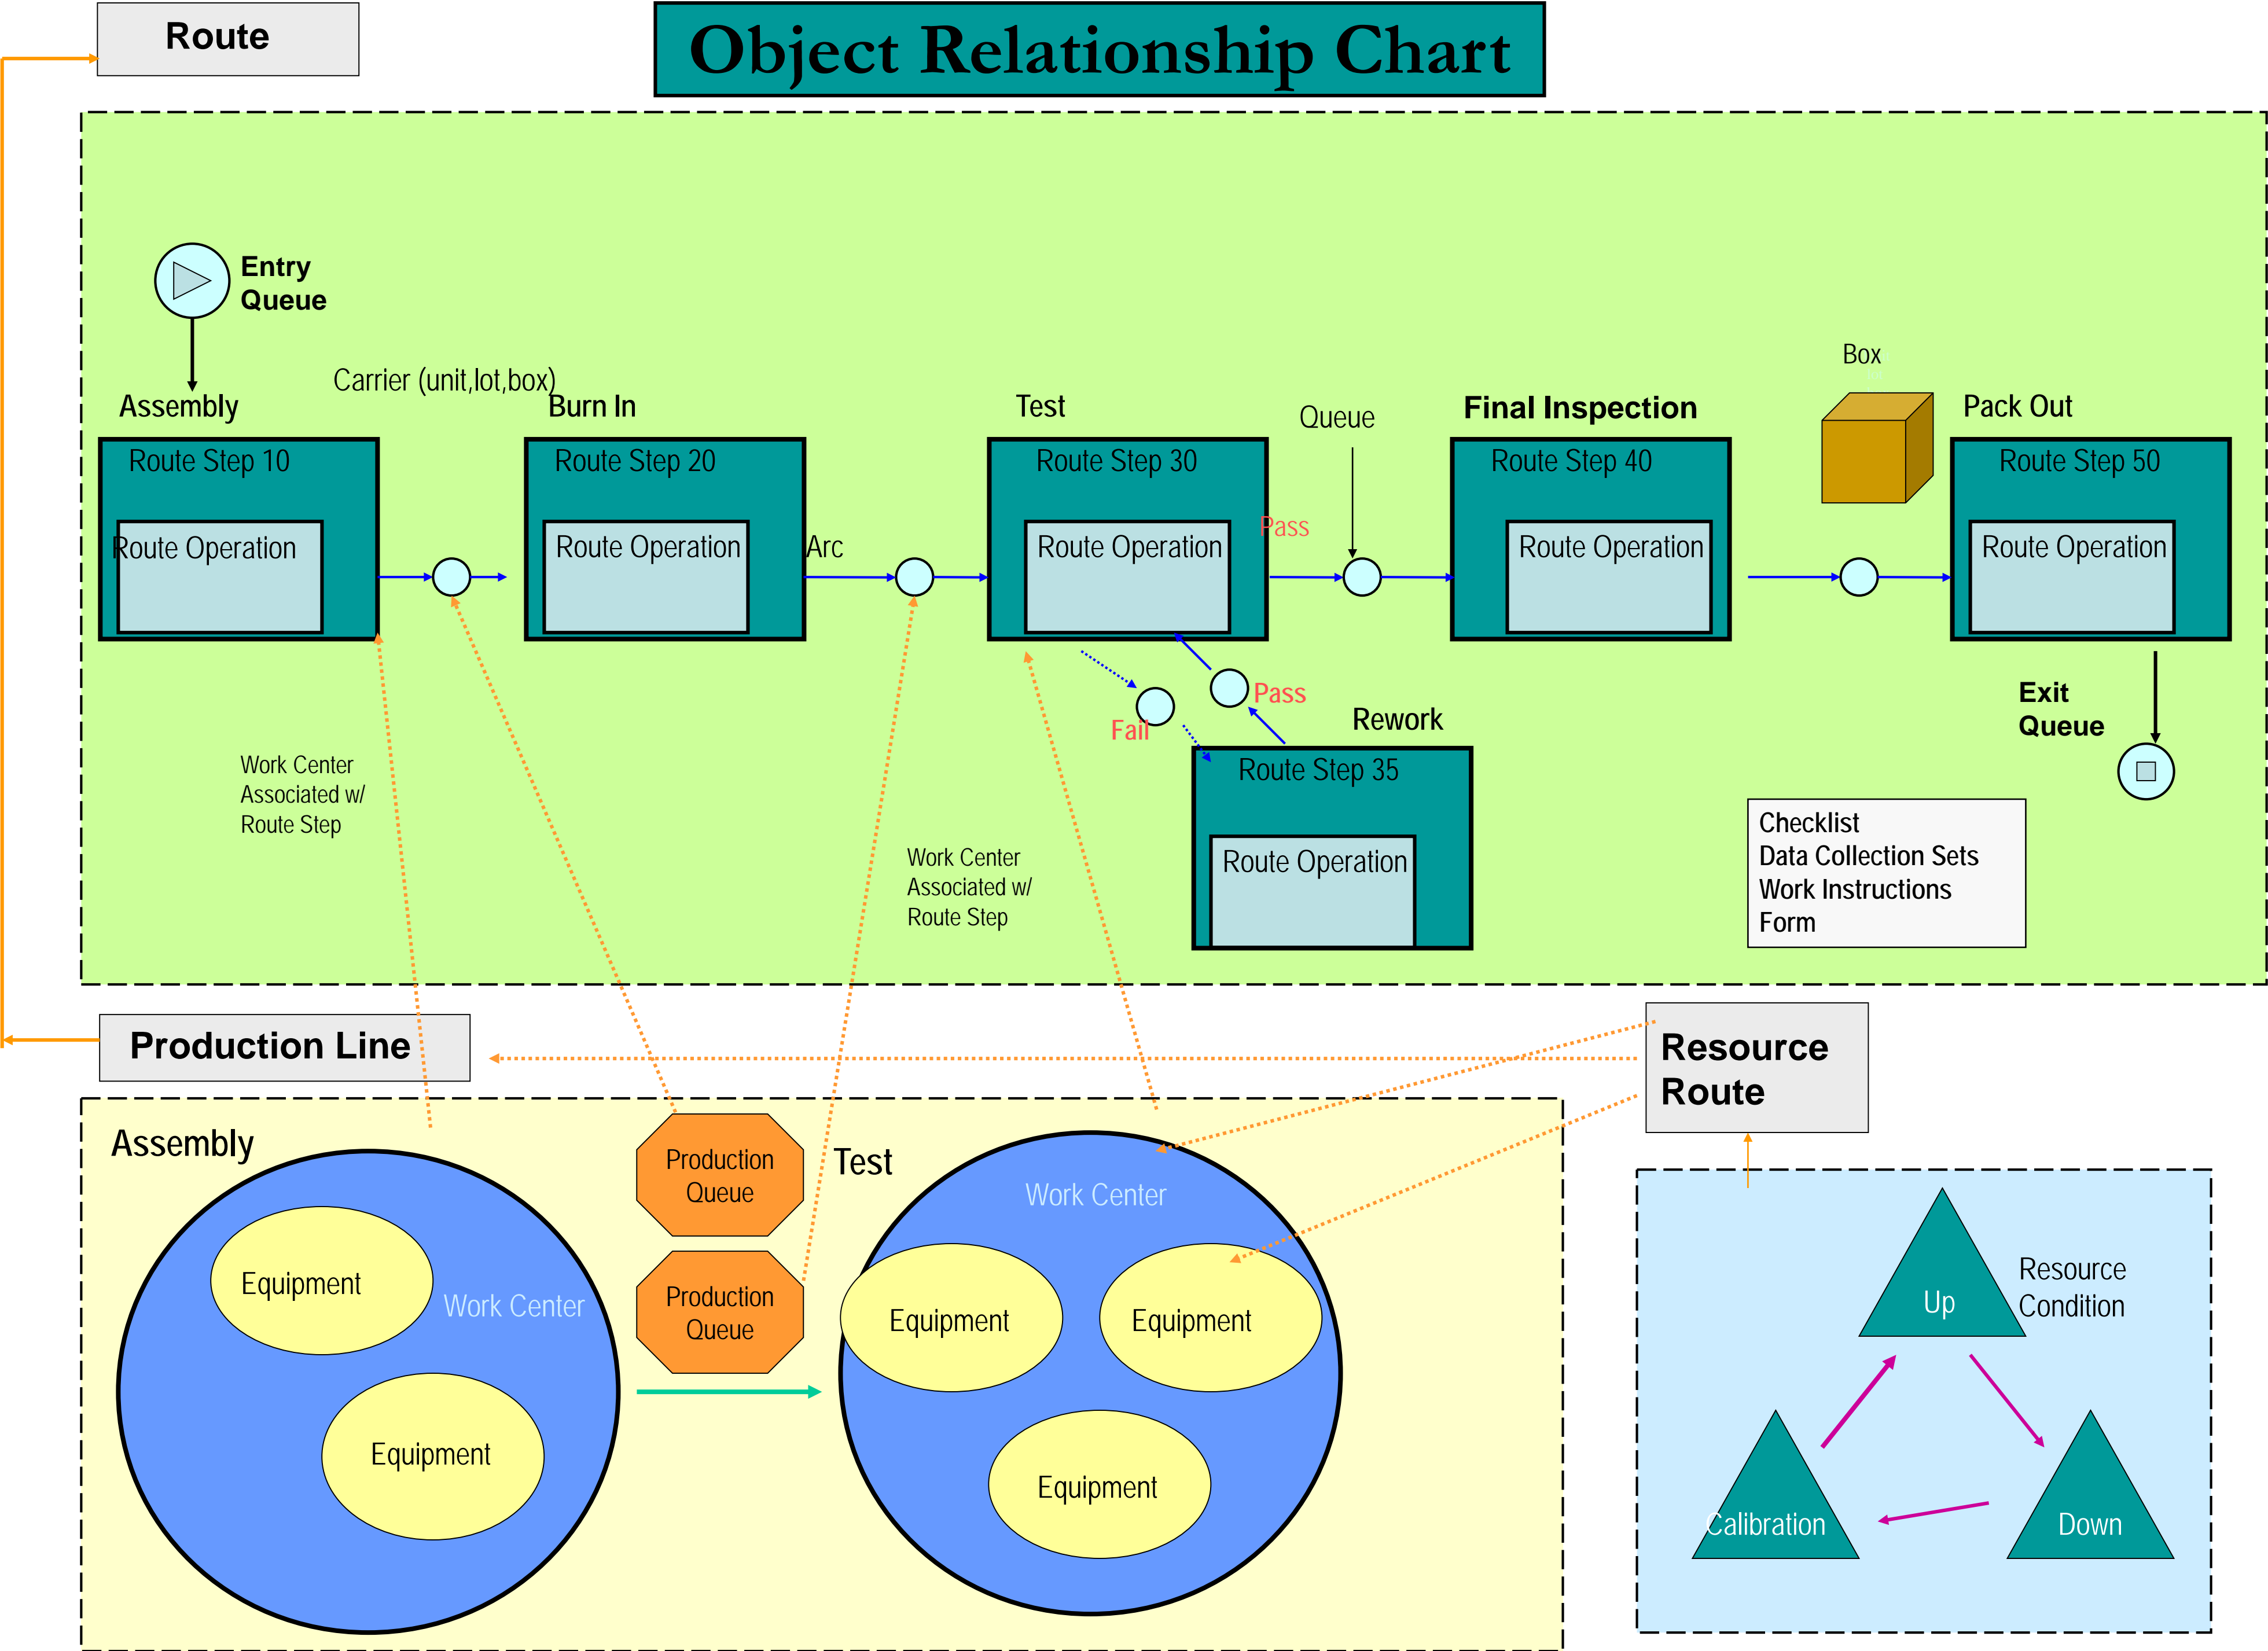 Route
Object Relationship Chart
Entry
Queue
Carrier (unit,lot,box)
Box
Assembly
Burn In
Test
Queue
Final Inspection
Pack Out
Route Step 10
Route Step 20
Route Step 30
Route Step 40
Route Step 50
Pass
Route Operation
Route Operation
Arc
Route Operation
Route Operation
Route Operation
Pass
Fail
Rework
Exit
Queue
Route Step 35
Work Center
Associated w/
Route Step
Work Center
Associated w/
Route Step
Route Operation
Checklist
Data Collection Sets
Work Instructions
Form
Production Line
Resource
Route
Assembly
Production
Queue
Test
Work Center
Equipment
Work Center
Production
Queue
Equipment
Equipment
Equipment
Equipment
Resource
Condition
Up
Calibration
Down